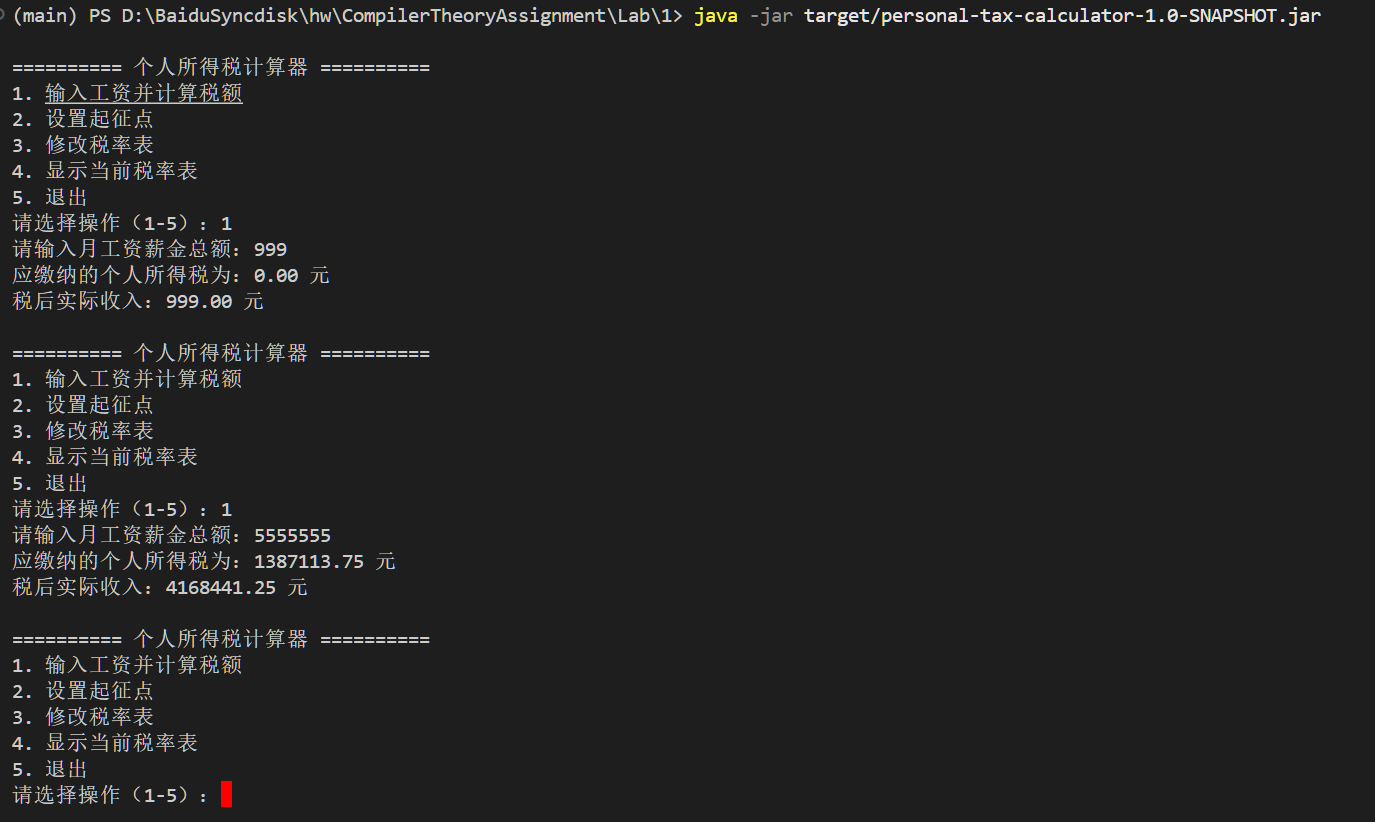 (main) PS D:\BaiduSyncdisk\hw\CompilerTheoryAssignment\Lab\1> java -jar target/personal-tax-calculator-1.0-SNAPSHOT.jar
========== 个人所得税计算器 ==========
1. 输入工资并计算税额
2. 设置起征点
3. 修改税率表
4. 显示当前税率表
5. 退出
请选择操作（1-5）: 1
请输入月工资薪金总额: 999
应缴纳的个人所得税为: 0.00 元
税后实际收入: 999.00 元
========== 个人所得税计算器 ==========
1. 输入工资并计算税额
2. 设置起征点
3. 修改税率表
4. 显示当前税率表
5. 退出
请选择操作（1-5）: 1
请输入月工资薪金总额: 5555555
应缴纳的个人所得税为: 1387113.75 元
税后实际收入: 4168441.25 元
========== 个人所得税计算器 ==========
1. 输入工资并计算税额
2. 设置起征点
3. 修改税率表
4. 显示当前税率表
5. 退出
请选择操作（1-5）: